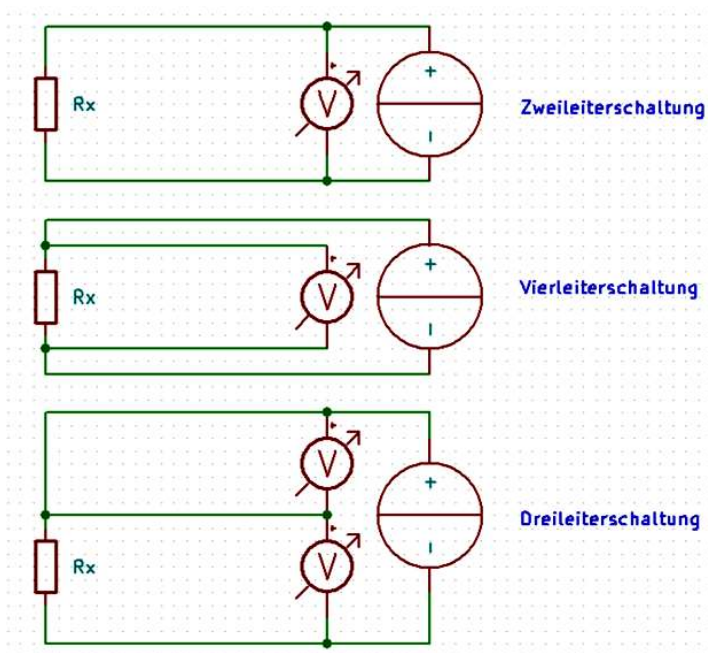 +
V
Rx
Zweileiterschaltung
-
+
V
Rx
Vierleiterschaltung
-
V
+
Dreileiterschaltung
Rx
V
-